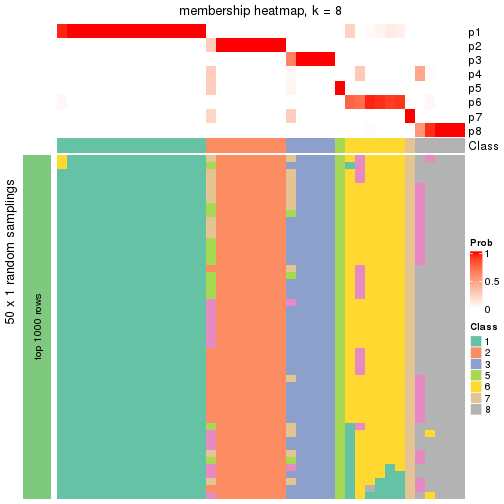 membership heatmap, k = 8
p1
p2
p3
p4
p5
p6
p7
p8
Class
50 x 1 random samplings
top 1000 rows
Prob
1
0.5
0
Class
1
2
3
5
6
7
8